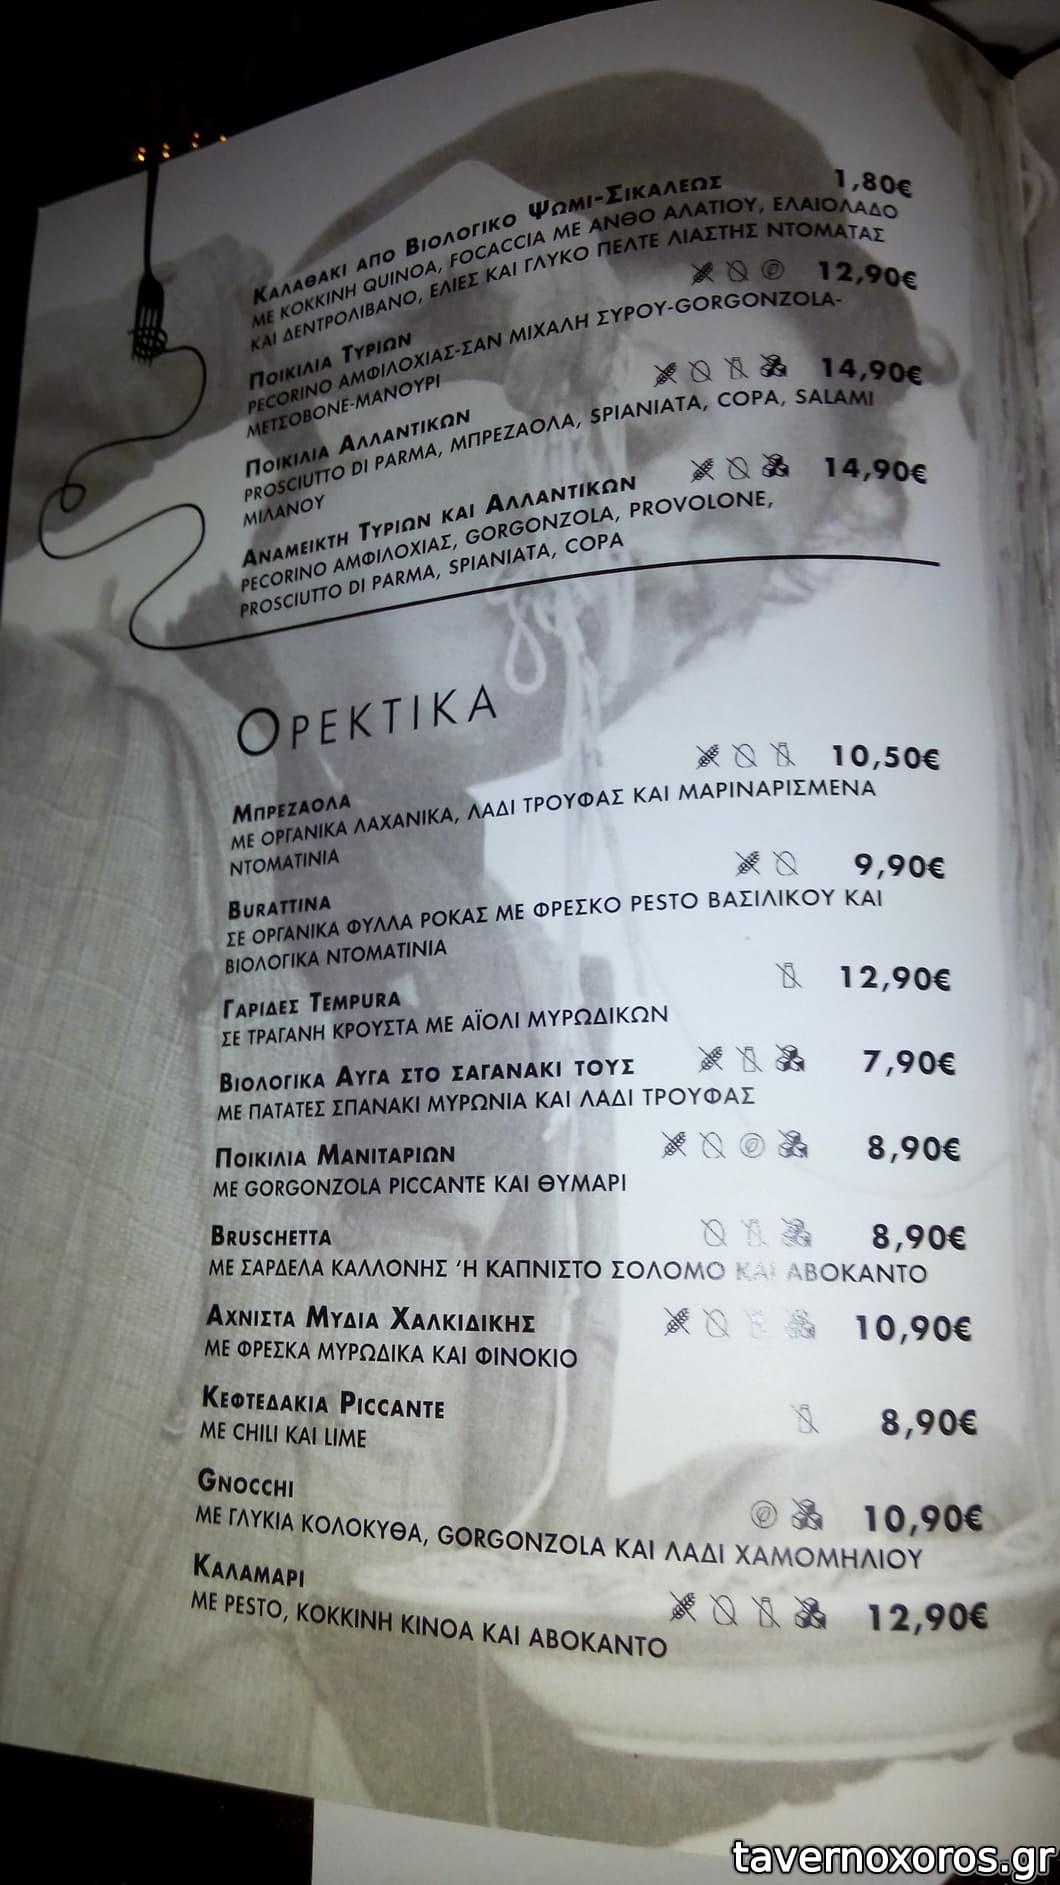 Καλαθακι απο Βιολογικο Ψωμι-Σικαλεως 1,80€
ΜΕ ΚΟΚΚΙΝΗ QUINOA, FOCACCIA ΜΕ ΑΝΘΟ ΑΛΑΤΙΟΥ, ΕΛΑΙΟΛΑΔΟ
ΚΑΙ ΔΕΝΤΡΟΛΙΒΑΝΟ, ΕΛΙΕΣ ΚΑΙ ΓΛΥΚΟ ΠΕΛΤΕ ΛΙΑΣΤΗΣ ΝΤΟΜΑΤΑΣ
Ποικιλια Τυριων 12,90€
PECORINO ΑΜΦΙΛΟΧΙΑΣ-ΣΑΝ ΜΙΧΑΛΗ ΣΥΡΟΥ-GORGONZOLA-
ΜΕΤΣΟΒΟΝΕ-ΜΑΝΟΥΡΙ
Ποικιλια Αλλαντικων 14,90€
PROSCIUTTO DI PARMA, ΜΠΡΕΖΑΟΛΑ, SPIANIATA, COPA, SALAMI
ΜΙΛΑΝΟΥ
Αναμεικτη Τυριων και Αλλαντικων 14,90€
PECORINO ΑΜΦΙΛΟΧΙΑΣ, GORGONZOLA, PROVOLONE,
PROSCIUTTO DI PARMA, SPIANIATA, COPA
Ορεκτικα
Μπρεζαολα 10,50€
ΜΕ ΟΡΓΑΝΙΚΑ ΛΑΧΑΝΙΚΑ, ΛΑΔΙ ΤΡΟΥΦΑΣ ΚΑΙ ΜΑΡΙΝΑΡΙΣΜΕΝΑ
ΝΤΟΜΑΤΙΝΙΑ
Burattina 9,90€
ΣΕ ΟΡΓΑΝΙΚΑ ΦΥΛΛΑ ΡΟΚΑΣ ΜΕ ΦΡΕΣΚΟ PESTO ΒΑΣΙΛΙΚΟΥ ΚΑΙ
ΒΙΟΛΟΓΙΚΑ ΝΤΟΜΑΤΙΝΙΑ
Γαριδες Tempura 12,90€
ΣΕ ΤΡΑΓΑΝΗ ΚΡΟΥΣΤΑ ΜΕ ΑΪΟΛΙ ΜΥΡΩΔΙΚΩΝ
Βιολογικα Αυγα στο σαγανακι τους 7,90€
ΜΕ ΠΑΤΑΤΕΣ ΣΠΑΝΑΚΙ ΜΥΡΩΝΙΑ ΚΑΙ ΛΑΔΙ ΤΡΟΥΦΑΣ
Ποικιλια Μανιταριων 8,90€
ΜΕ GORGONZOLA PICCANTE ΚΑΙ ΘΥΜΑΡΙ
Bruschetta 8,90€
ΜΕ ΣΑΡΔΕΛΑ ΚΑΛΛΟΝΗΣ 'Η ΚΑΠΝΙΣΤΟ ΣΟΛΟΜΟ ΚΑΙ ΑΒΟΚΑΝΤΟ
Αχνιστα Μυδια Χαλκιδικης 10,90€
ΜΕ ΦΡΕΣΚΑ ΜΥΡΩΔΙΚΑ ΚΑΙ ΦΙΝΟΚΙΟ
Κεφτεδακια Piccante 8,90€
ΜΕ CHILI ΚΑΙ LIME
Gnocchi 10,90€
ΜΕ ΓΛΥΚΙΑ ΚΟΛΟΚΥΘΑ, GORGONZOLA ΚΑΙ ΛΑΔΙ ΧΑΜΟΜΗΛΙΟΥ
Καλαμαρι 12,90€
ΜΕ PESTO, ΚΟΚΚΙΝΗ ΚΙΝΟΑ ΚΑΙ ΑΒΟΚΑΝΤΟ
tavernoxoros.gr